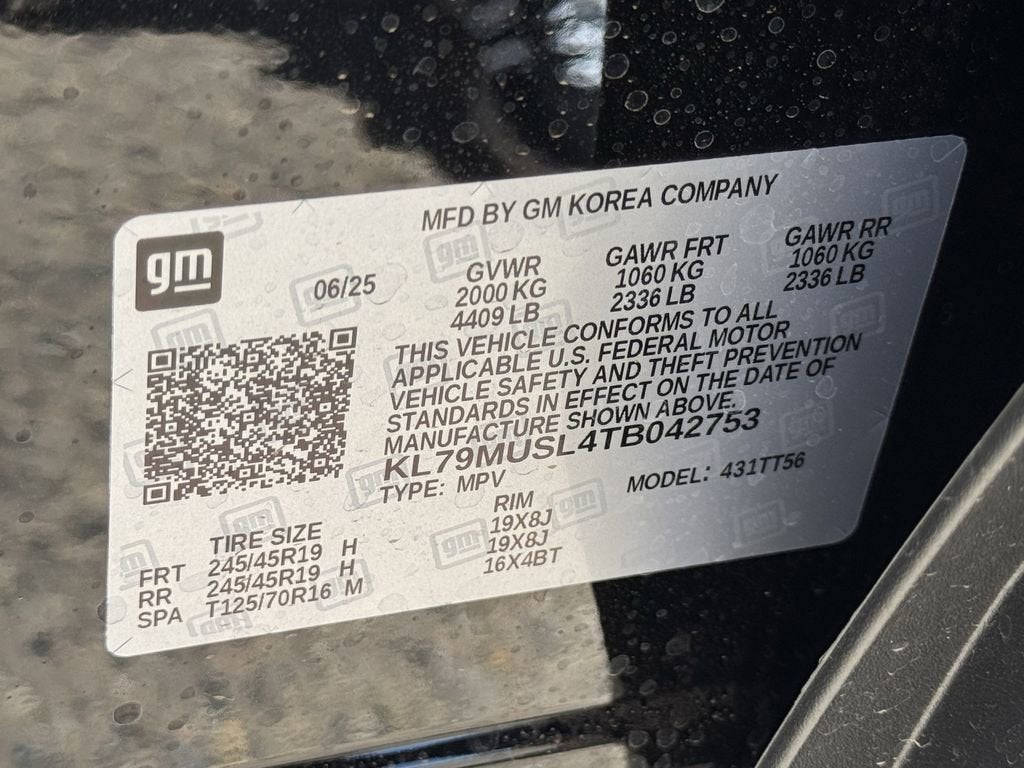 MFD BY GM KOREA COMPANY
gm
06/25
GVWR GAWR FRT GAWR RR
2000 KG 1060 KG 1060 KG
4409 LB 2336 LB 2336 LB
THIS VEHICLE CONFORMS TO ALL
APPLICABLE U.S. FEDERAL MOTOR
VEHICLE SAFETY AND THEFT PREVENTION
STANDARDS IN EFFECT ON THE DATE OF
MANUFACTURE SHOWN ABOVE.
KL79MUSL4TB042753
TYPE: MPV MODEL: 431TT56
TIRE SIZE RIM
FRT 245/45R19 H 19X8J
RR 245/45R19 H 19X8J
SPA T125/70R16 M 16X4BT